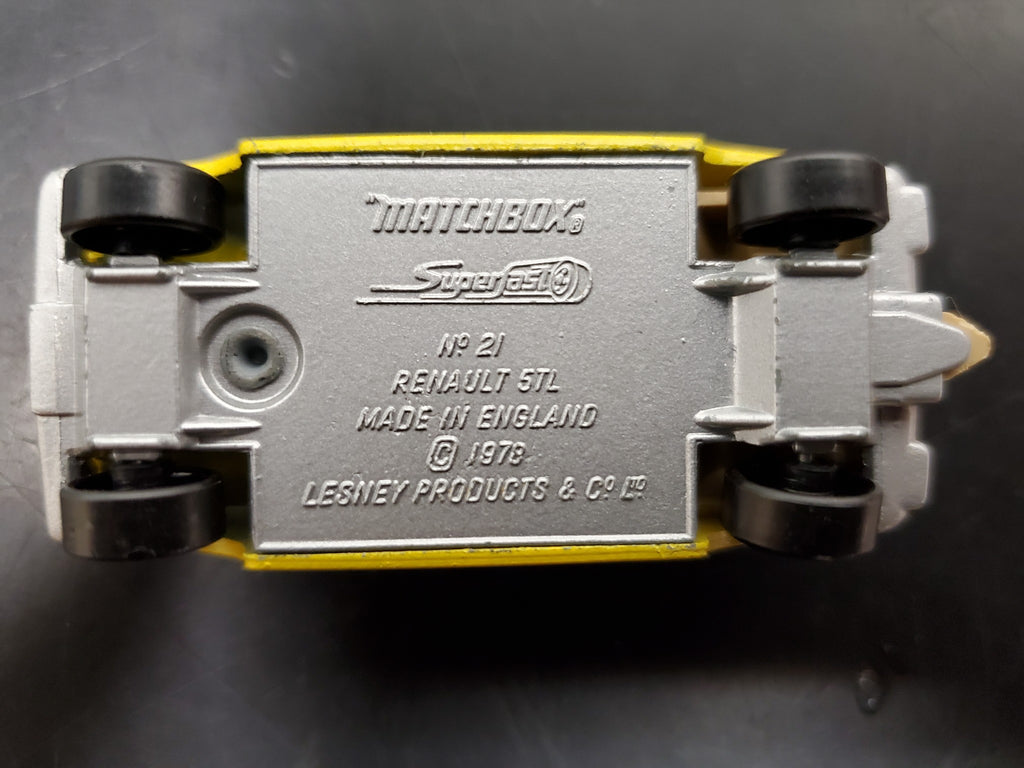 "MATCHBOX"®
Superfast
Nº 21
RENAULT 5TL
MADE IN ENGLAND
© 1978
LESNEY PRODUCTS & Cº Lᵀᴰ